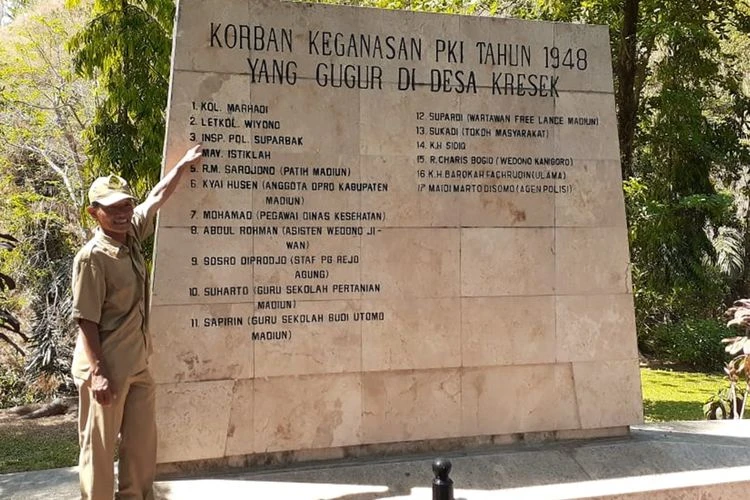 KORBAN KEGANASAN PKI TAHUN 1948
YANG GUGUR DI DESA KRESEK
1. KOL. MARHADI
2. LETKOL. WIYONO
3. INSP. POL. SUPARBAK
MAY. ISTIKLAH
5. R.M. SARDJONO (PATIH MADIUN)
6. KYAI HUSEN (ANGGOTA DPRD KABUPATEN
MADIUN)
7. MOHAMAD (PEGAWAI DINAS KESEHATAN)
8. ABDUL ROHMAN (ASISTEN WEDONO JI-
WAN)
9. SOSRO DIPRODJO (STAF PG REJO
AGUNG)
10. SUHARTO (GURU SEKOLAH PERTANIAN
MADIUN)
11. SAPIRIN (GURU SEKOLAH BUDI UTOMO
MADIUN)
12. SUPARDI (WARTAWAN FREE LANCE MADIUN)
13. SUKADI (TOKOH MASYARAKAT)
14. K.H SIDIQ
15. R. CHARIS BOGIO (WEDONO KANIGORO)
16. K.H. BAROKAH FACHRUDIN (ULAMA)
17. MAIDI MARTO DISOMO (AGEN POLISI)